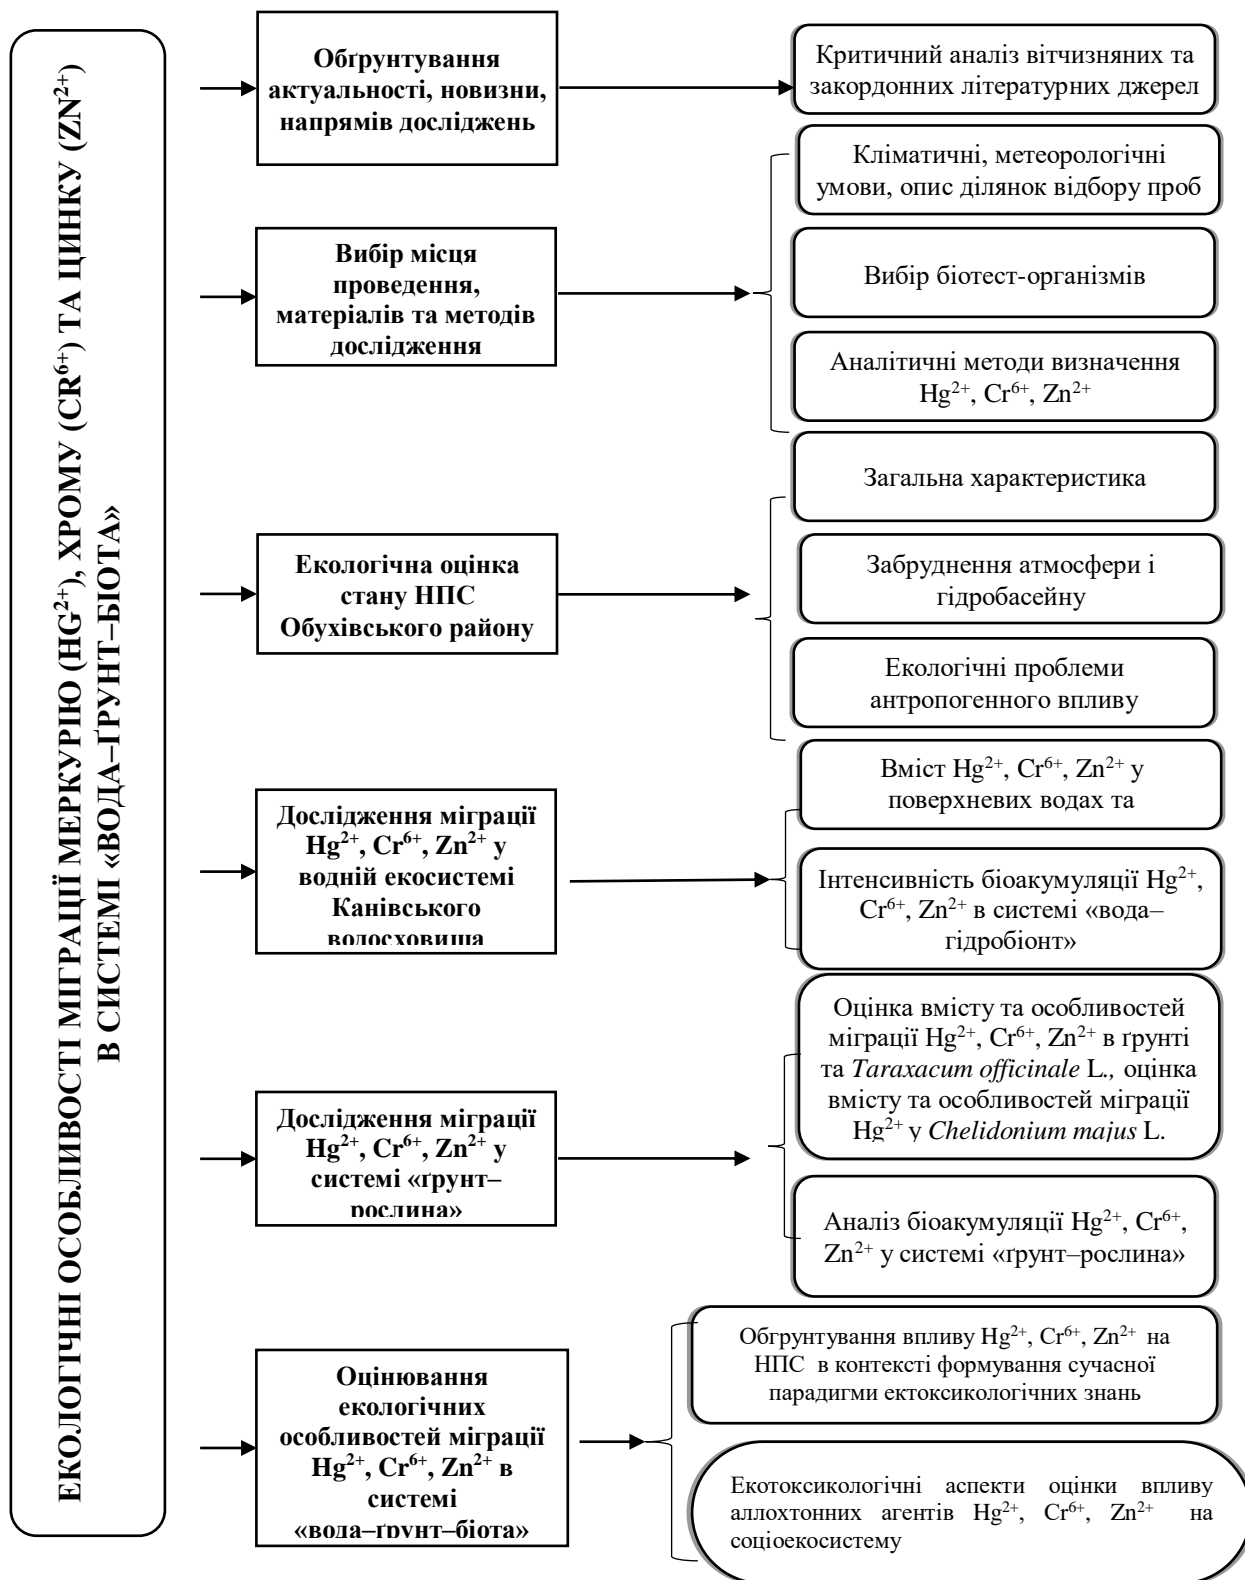 ЕКОЛОГІЧНІ ОСОБЛИВОСТІ МІГРАЦІЇ МЕРКУРІЮ (HG²⁺), ХРОМУ (CR⁶⁺) ТА ЦИНКУ (ZN²⁺)
В СИСТЕМІ «ВОДА–ҐРУНТ–БІОТА»
Обґрунтування
актуальності, новизни,
напрямів досліджень
Критичний аналіз вітчизняних та
закордонних літературних джерел
Вибір місця
проведення,
матеріалів та методів
дослідження
Кліматичні, метеорологічні
умови, опис ділянок відбору проб
Вибір біотест-організмів
Аналітичні методи визначення
Hg²⁺, Cr⁶⁺, Zn²⁺
Екологічна оцінка
стану НПС
Обухівського району
Загальна характеристика
Забруднення атмосфери і
гідробасейну
Екологічні проблеми
антропогенного впливу
Дослідження міграції
Hg²⁺, Cr⁶⁺, Zn²⁺ у
водній екосистемі
Канівського
водосховища
Вміст Hg²⁺, Cr⁶⁺, Zn²⁺ у
поверхневих водах та
Інтенсивність біоакумуляції Hg²⁺,
Cr⁶⁺, Zn²⁺ в системі «вода–
гідробіонт»
Дослідження міграції
Hg²⁺, Cr⁶⁺, Zn²⁺ у
системі «ґрунт–
рослина»
Оцінка вмісту та особливостей
міграції Hg²⁺, Cr⁶⁺, Zn²⁺ в ґрунті
та Taraxacum officinale L., оцінка
вмісту та особливостей міграції
Hg²⁺ у Chelidonium majus L.
Аналіз біоакумуляції Hg²⁺, Cr⁶⁺,
Zn²⁺ у системі «ґрунт–рослина»
Оцінювання
екологічних
особливостей міграції
Hg²⁺, Cr⁶⁺, Zn²⁺ в
системі
«вода–ґрунт–біота»
Обгрунтування впливу Hg²⁺, Cr⁶⁺, Zn²⁺ на
НПС в контексті формування сучасної
парадигми ектоксикологічних знань
Екотоксикологічні аспекти оцінки впливу
аллохтонних агентів Hg²⁺, Cr⁶⁺, Zn²⁺ на
соціоекосистему